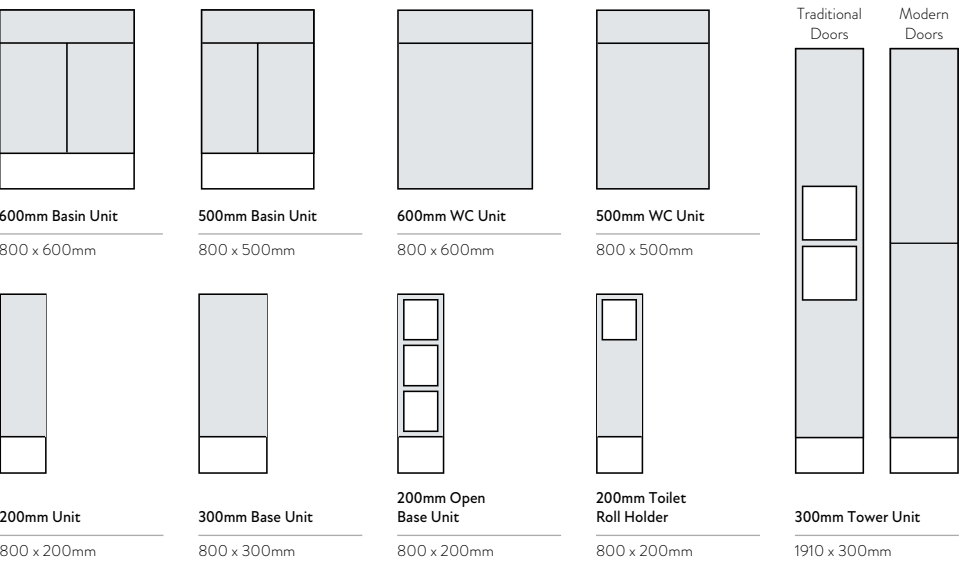 Traditional
Doors
Modern
Doors
600mm Basin Unit
800 x 600mm
500mm Basin Unit
800 x 500mm
600mm WC Unit
800 x 600mm
500mm WC Unit
800 x 500mm
200mm Unit
800 x 200mm
300mm Base Unit
800 x 300mm
200mm Open
Base Unit
800 x 200mm
200mm Toilet
Roll Holder
800 x 200mm
300mm Tower Unit
1910 x 300mm